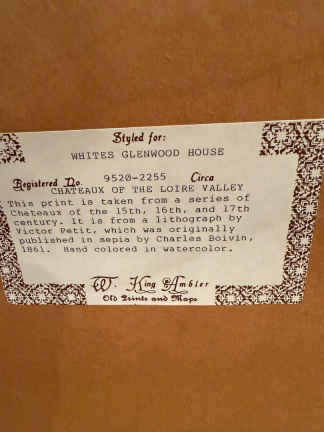 Styled for:
WHITES GLENWOOD HOUSE
Registered No. 9520-2255 Circa
CHATEAUX OF THE LOIRE VALLEY
This print is taken from a series of
Chateaux of the 15th, 16th, and 17th
century. It is from a lithograph by
Victor Petit, which was originally
published in sepia by Charles Boivin,
1861. Hand colored in watercolor.
W. King Ambler
Old Prints and Maps